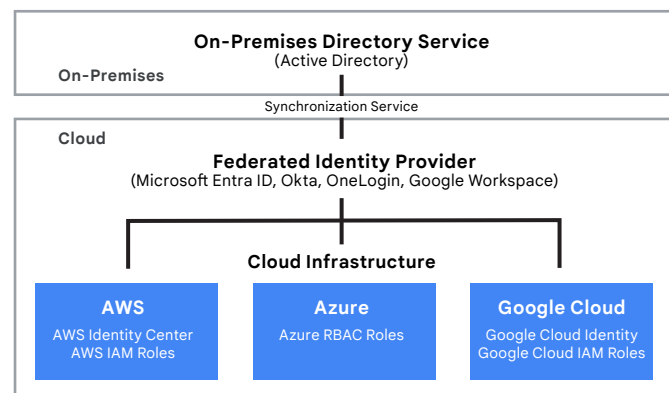 On-Premises Directory Service
(Active Directory)
On-Premises
Synchronization Service
Cloud
Federated Identity Provider
(Microsoft Entra ID, Okta, OneLogin, Google Workspace)
Cloud Infrastructure
AWS
AWS Identity Center
AWS IAM Roles
Azure
Azure RBAC Roles
Google Cloud
Google Cloud Identity
Google Cloud IAM Roles